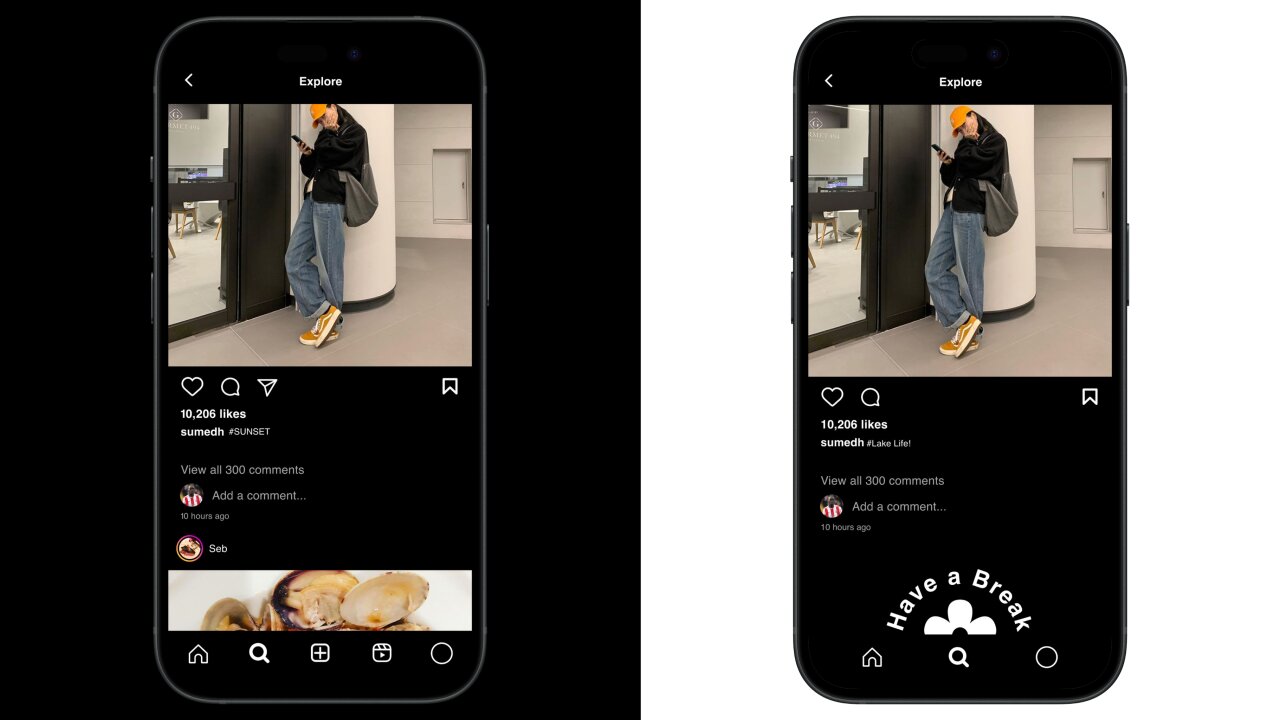 Explore
10,206 likes
sumedh #SUNSET
View all 300 comments
Add a comment...
10 hours ago
Seb
Explore
10,206 likes
sumedh #Lake Life!
View all 300 comments
Add a comment...
10 hours ago
Have a Break